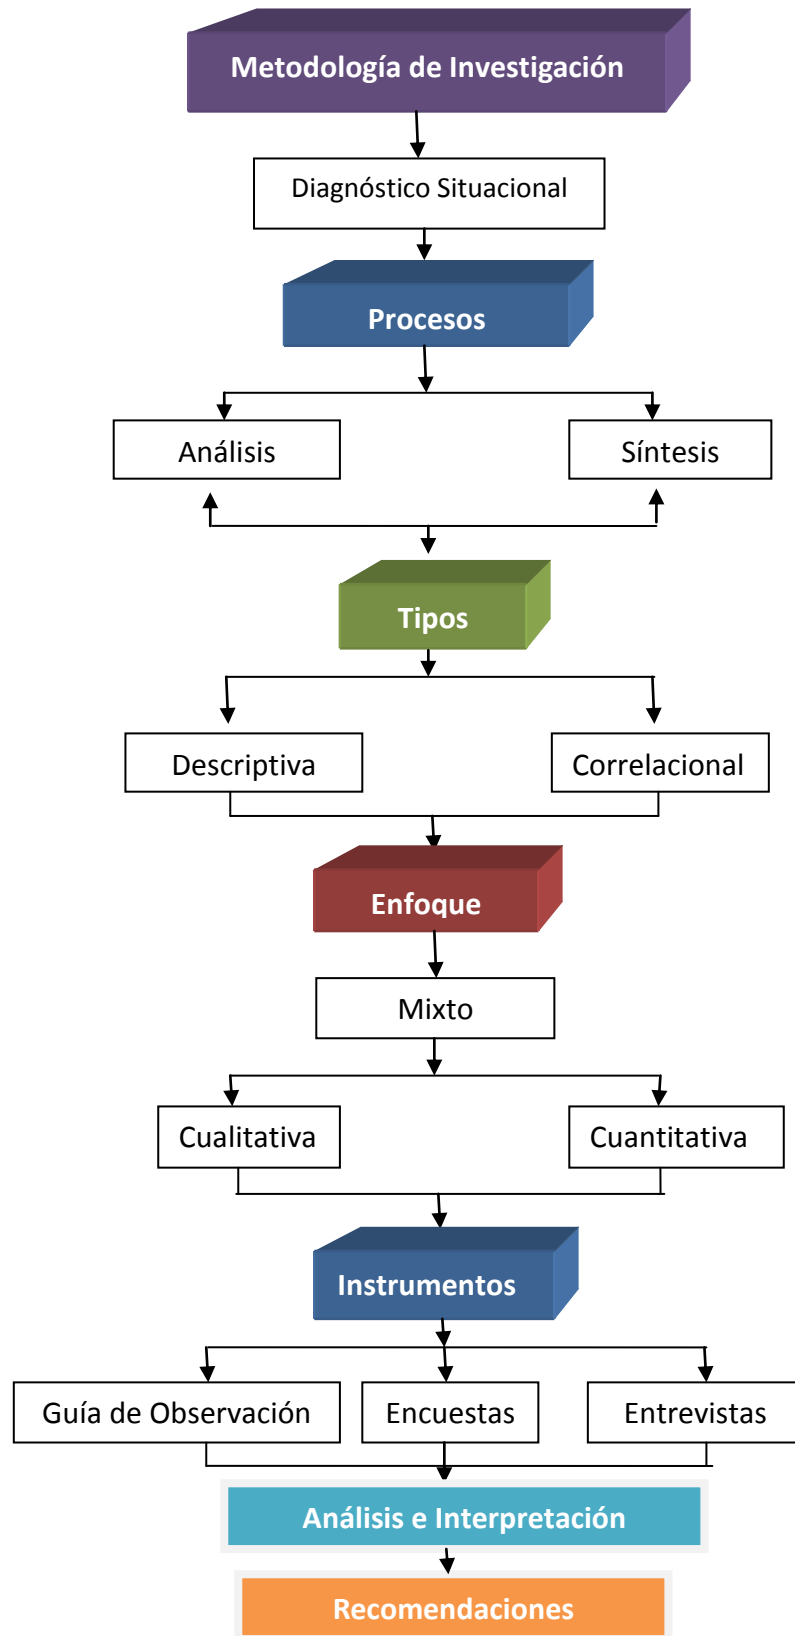 Metodología de Investigación
Diagnóstico Situacional
Procesos
Análisis
Síntesis
Tipos
Descriptiva
Correlacional
Enfoque
Mixto
Cualitativa
Cuantitativa
Instrumentos
Guía de Observación
Encuestas
Entrevistas
Análisis e Interpretación
Recomendaciones